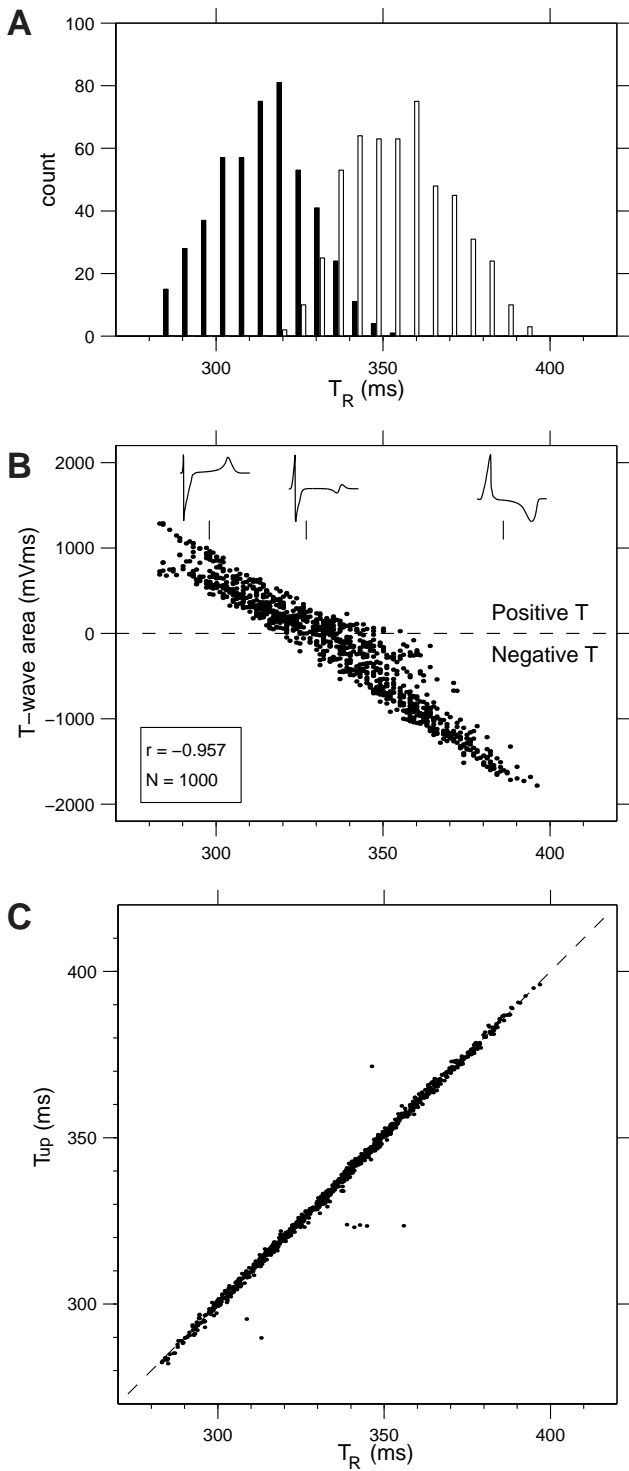 A
100
80
60
40
20
0
count
300
350
400
T_R (ms)
B
2000
1000
0
−1000
−2000
T−wave area (mVms)
Positive T
Negative T
r = −0.957
N = 1000
300
350
400
C
400
350
300
Tup (ms)
300
350
400
T_R (ms)